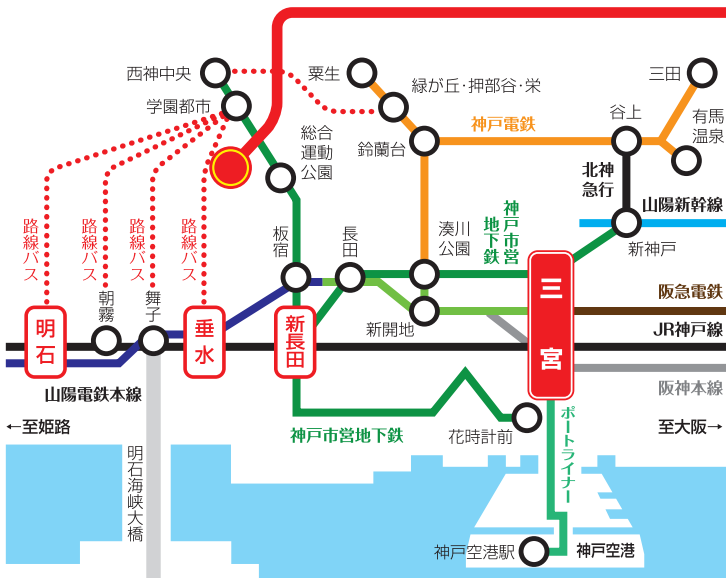 西神中央
粟生
緑が丘・押部谷・栄
三田
学園都市
総合
運動
公園
鈴蘭台
神戸電鉄
谷上
有馬
温泉
北神
急行
山陽新幹線
路線バス
路線バス
路線バス
路線バス
板宿
長田
湊川
公園
神戸市営
地下鉄
新神戸
朝霧
舞子
新開地
三宮
阪急電鉄
明石
垂水
新長田
JR神戸線
山陽電鉄本線
阪神本線
←至姫路
神戸市営地下鉄
花時計前
ポートライナー
至大阪→
明石海峡大橋
神戸空港駅
神戸空港